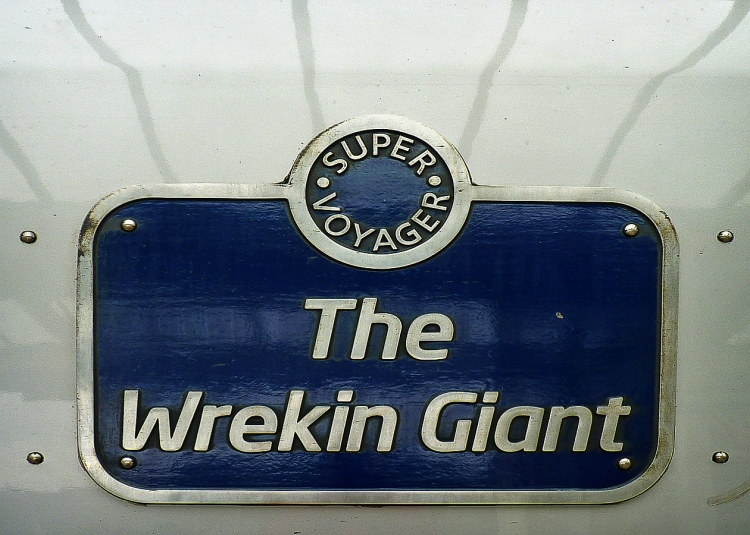 SUPER
VOYAGER
The
Wrekin Giant